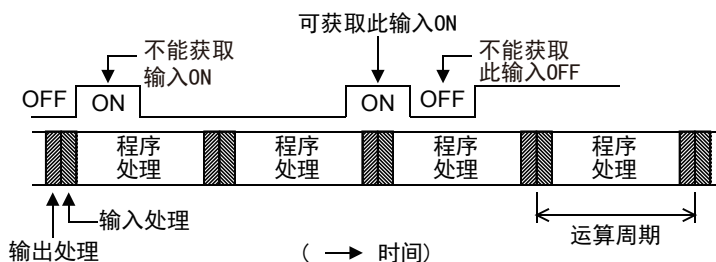 可获取此输入ON
不能获取
输入ON
不能获取
此输入OFF
OFF
ON
ON
OFF
程序
处理
程序
处理
程序
处理
程序
处理
输入处理
输出处理
运算周期
( → 时间)